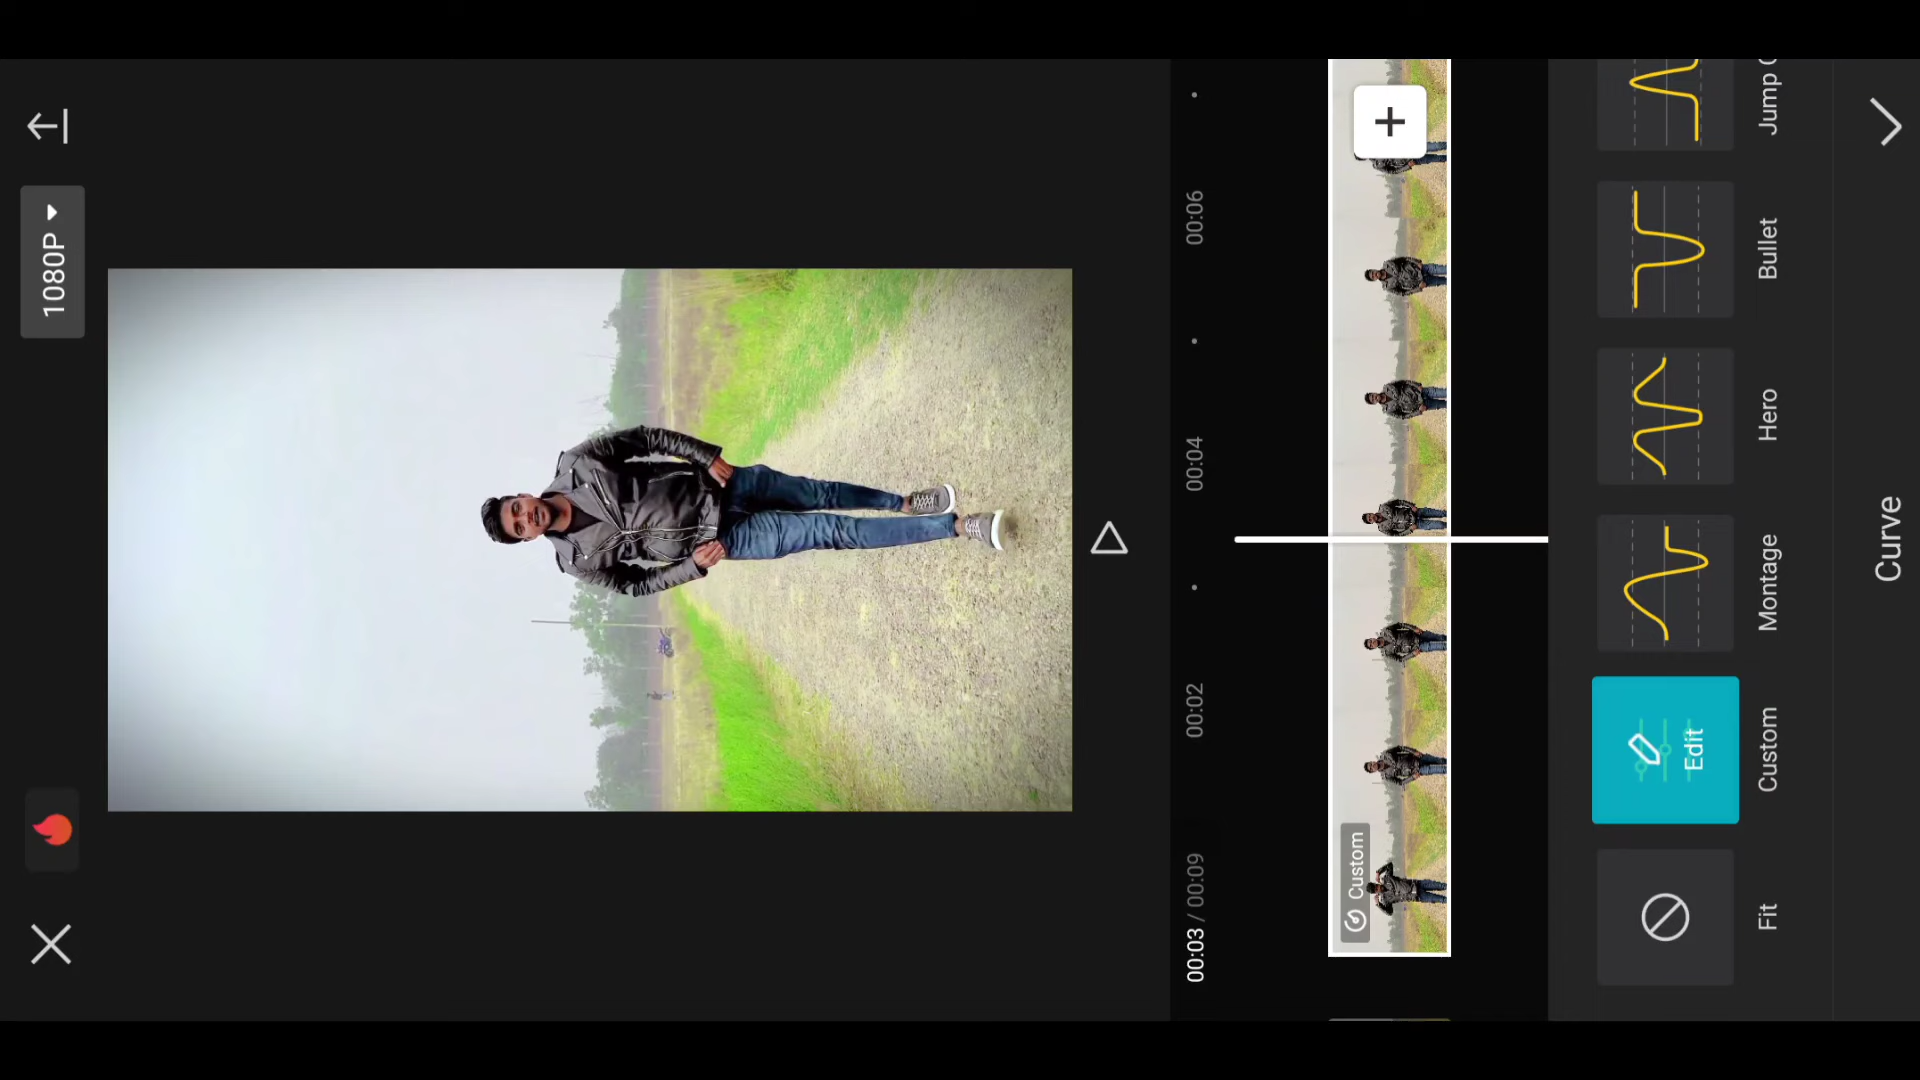 1080P
00:03 / 00:09
00:02
00:04
00:06
Custom
Fit
Edit
Custom
Montage
Hero
Bullet
Jump
Curve